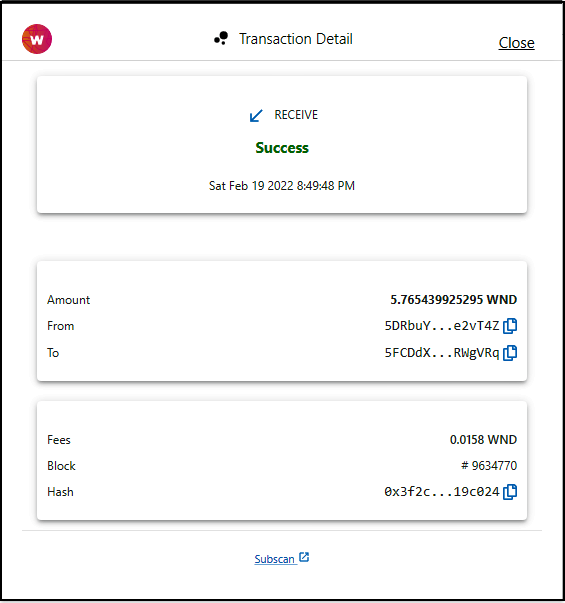 W
Transaction Detail
Close
RECEIVE
Success
Sat Feb 19 2022 8:49:48 PM
Amount 5.765439925295 WND
From 5DRbuY...e2vT4Z
To 5FCDdX...RWgVRq
Fees 0.0158 WND
Block # 9634770
Hash 0x3f2c...19c024
Subscan